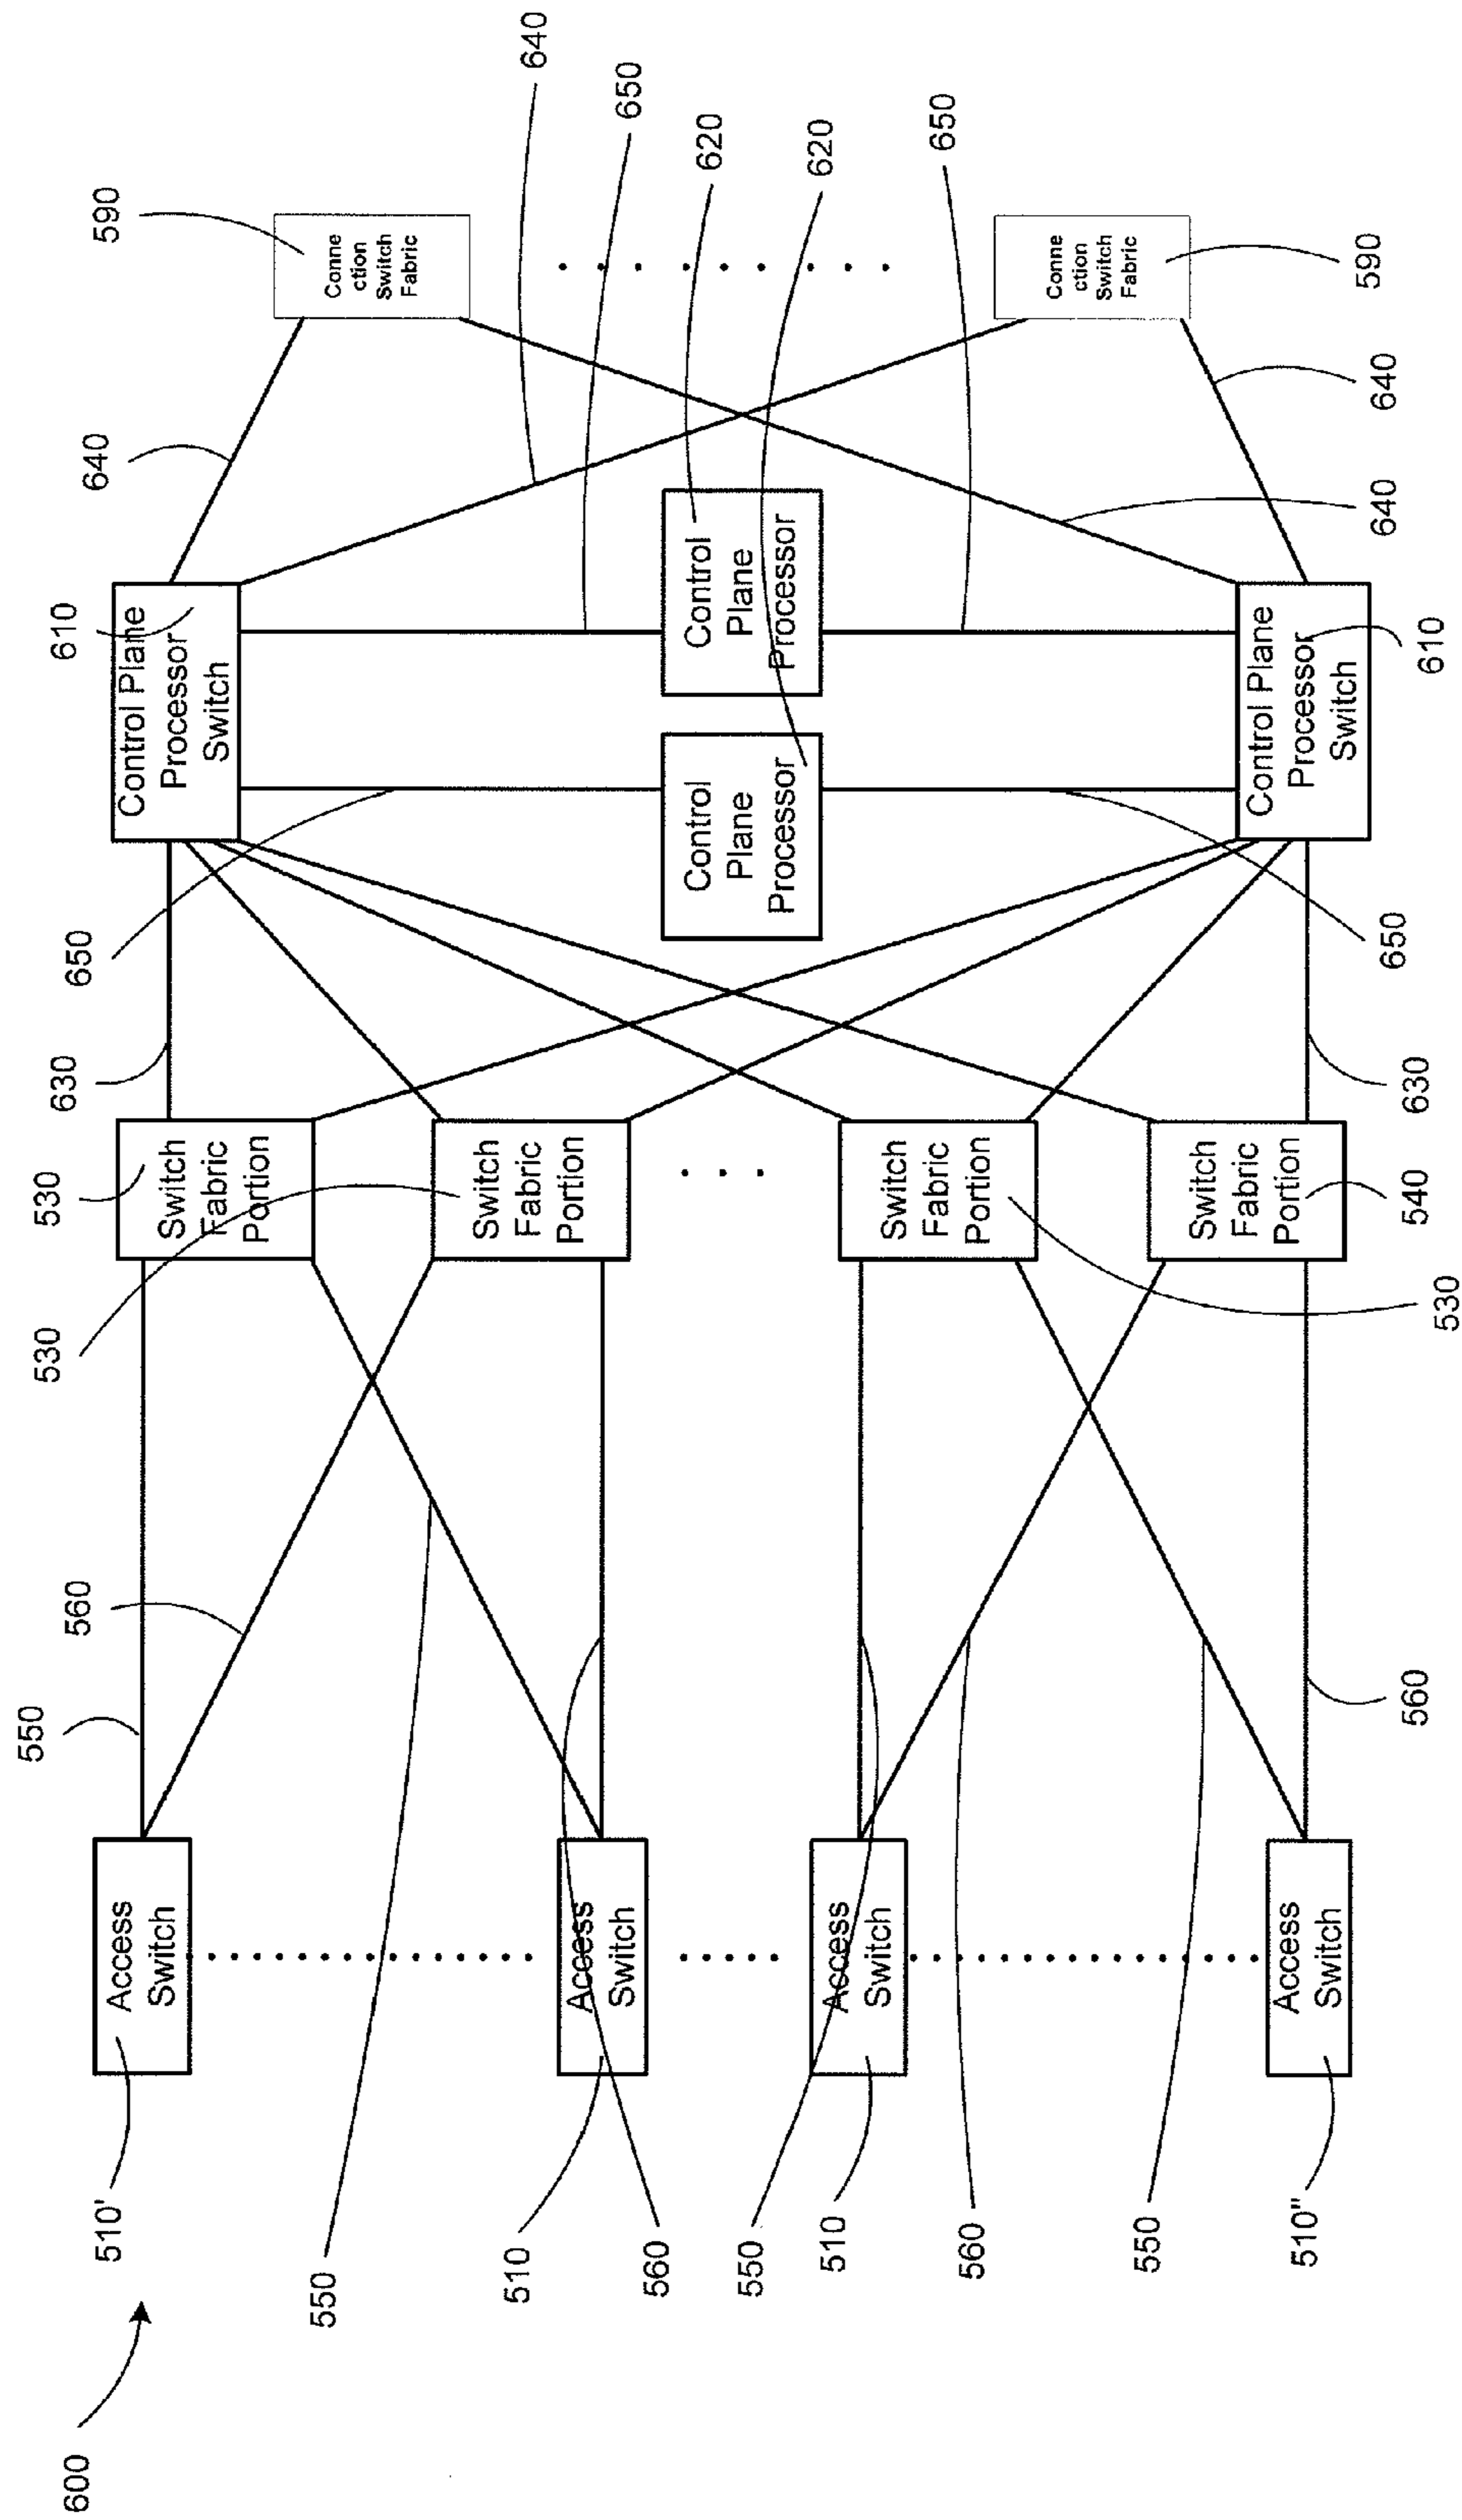 600
510'
550
560
530
530
630
650
610
640
590
Access
Switch
Switch
Fabric
Portion
Control Plane
Processor
Switch
Conne
ction
Switch
Fabric
550
510
560
Access
Switch
Switch
Fabric
Portion
640
650
620
620
650
Control
Plane
Processor
Control
Plane
Processor
550
510
560
Access
Switch
Switch
Fabric
Portion
Conne
ction
Switch
Fabric
550
510"
Access
Switch
Switch
Fabric
Portion
Control Plane
Processor
Switch
560
530
540
630
650
610
640
640
590